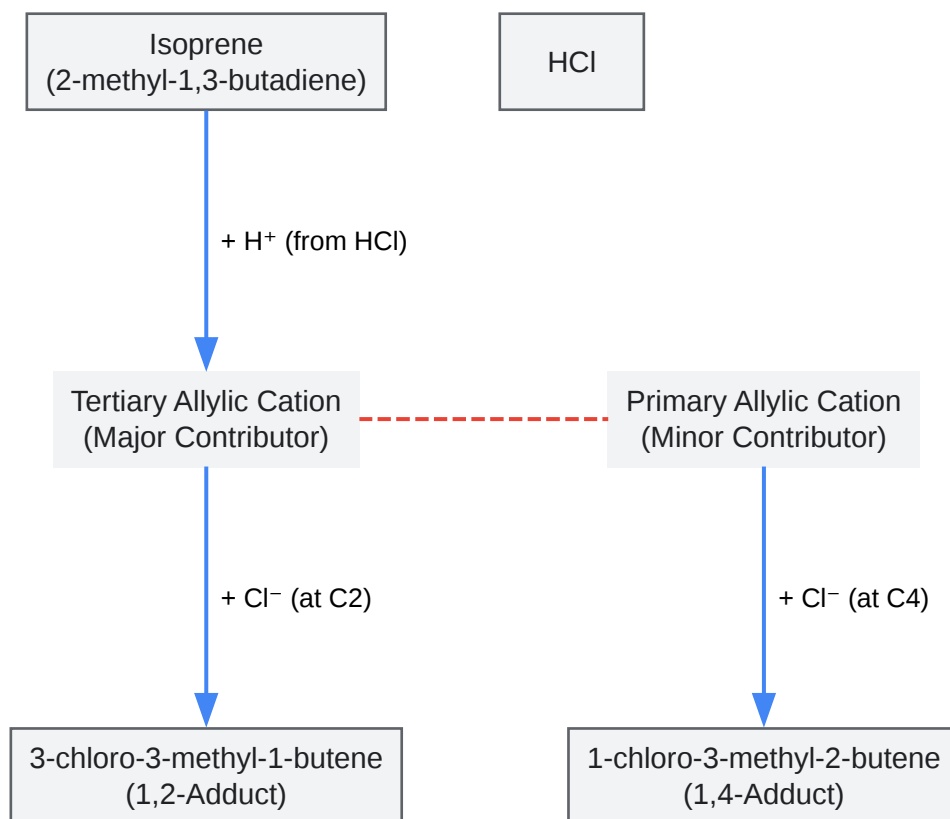 Isoprene
(2-methyl-1,3-butadiene)
HCl
+ H⁺ (from HCl)
Tertiary Allylic Cation
(Major Contributor)
Primary Allylic Cation
(Minor Contributor)
+ Cl⁻ (at C2)
+ Cl⁻ (at C4)
3-chloro-3-methyl-1-butene
(1,2-Adduct)
1-chloro-3-methyl-2-butene
(1,4-Adduct)